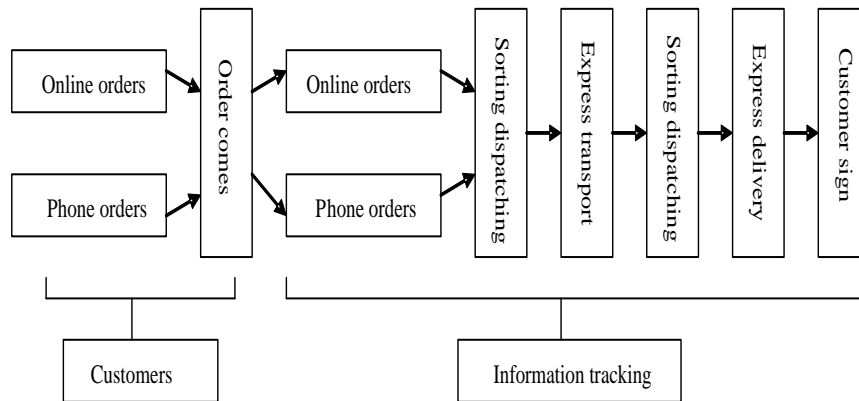 Online orders
Phone orders
Order comes
Online orders
Phone orders
Sorting dispatching
Express transport
Sorting dispatching
Express delivery
Customer sign
Customers
Information tracking